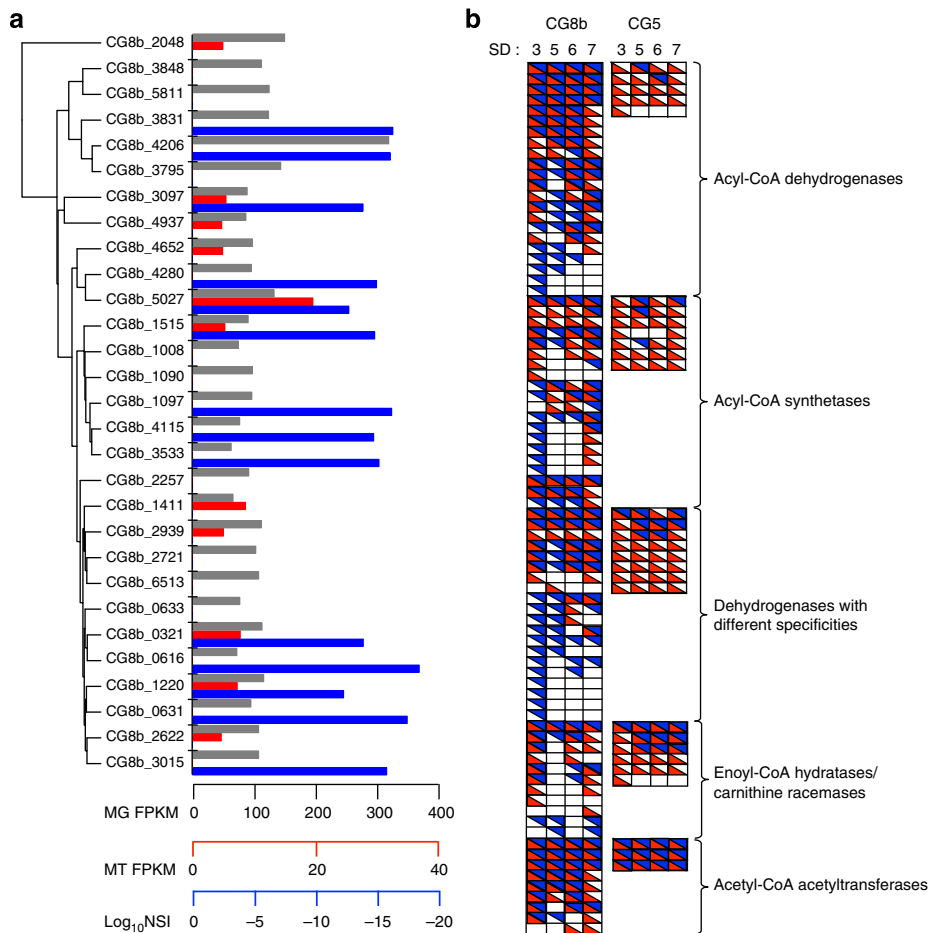 a
CG8b_2048
CG8b_3848
CG8b_5811
CG8b_3831
CG8b_4206
CG8b_3795
CG8b_3097
CG8b_4937
CG8b_4652
CG8b_4280
CG8b_5027
CG8b_1515
CG8b_1008
CG8b_1090
CG8b_1097
CG8b_4115
CG8b_3533
CG8b_2257
CG8b_1411
CG8b_2939
CG8b_2721
CG8b_6513
CG8b_0633
CG8b_0321
CG8b_0616
CG8b_1220
CG8b_0631
CG8b_2622
CG8b_3015
MG FPKM 0 100 200 300 400
MT FPKM 0 20 40
Log10NSI 0 –5 –10 –15 –20
b
CG8b CG5
SD : 3 5 6 7 3 5 6 7
Acyl-CoA dehydrogenases
Acyl-CoA synthetases
Dehydrogenases with
different specificities
Enoyl-CoA hydratases/
carnithine racemases
Acetyl-CoA acetyltransferases